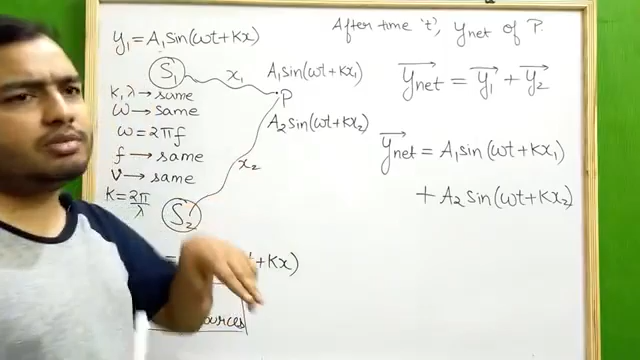 After time 't', ynet of P.
y1 = A1 sin(ωt + Kx)
S1
x1
A1 sin(ωt + Kx1)
P
A2 sin(ωt + Kx2)
x2
S2
K, λ → same
ω → same
ω = 2πf
f → same
v → same
K = 2π/λ
ynet = y1 + y2
ynet = A1 sin(ωt + Kx1)
+ A2 sin(ωt + Kx2)
+ Kx)